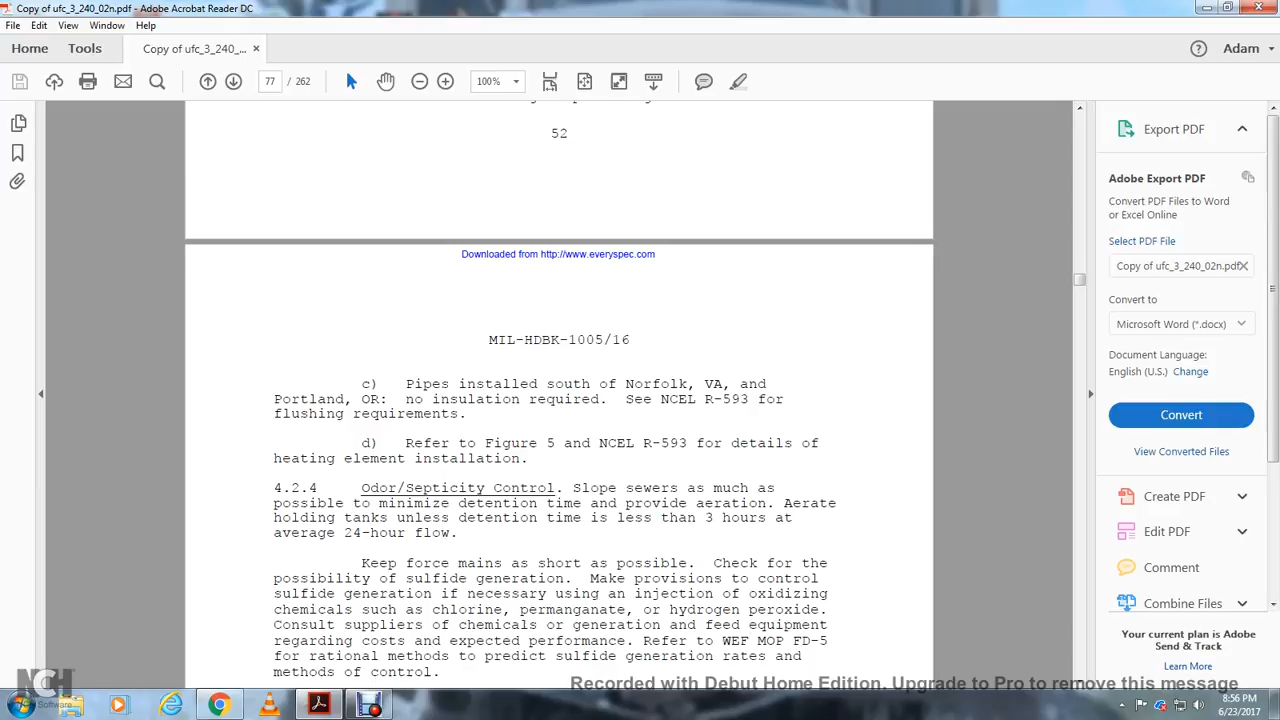 Copy of ufc_3_240_02n.pdf - Adobe Acrobat Reader DC
File Edit View Window Help
Home Tools Copy of ufc_3_240_... × Adam
77 / 262 100%
52
Downloaded from http://www.everyspec.com
MIL-HDBK-1005/16
c) Pipes installed south of Norfolk, VA, and
Portland, OR: no insulation required. See NCEL R-593 for
flushing requirements.
d) Refer to Figure 5 and NCEL R-593 for details of
heating element installation.
4.2.4 Odor/Septicity Control. Slope sewers as much as
possible to minimize detention time and provide aeration. Aerate
holding tanks unless detention time is less than 3 hours at
average 24-hour flow.
Keep force mains as short as possible. Check for the
possibility of sulfide generation. Make provisions to control
sulfide generation if necessary using an injection of oxidizing
chemicals such as chlorine, permanganate, or hydrogen peroxide.
Consult suppliers of chemicals or generation and feed equipment
regarding costs and expected performance. Refer to WEF MOP FD-5
for rational methods to predict sulfide generation rates and
methods of control.
Export PDF
Adobe Export PDF
Convert PDF Files to Word
or Excel Online
Select PDF File
Copy of ufc_3_240_02n.pdf
Convert to
Microsoft Word (*.docx)
Document Language:
English (U.S.) Change
Convert
View Converted Files
Create PDF
Edit PDF
Comment
Combine Files
Your current plan is Adobe
Send & Track
Learn More
NCH Software
Recorded with Debut Home Edition. Upgrade to Pro to remove this message
8:56 PM
6/23/2017